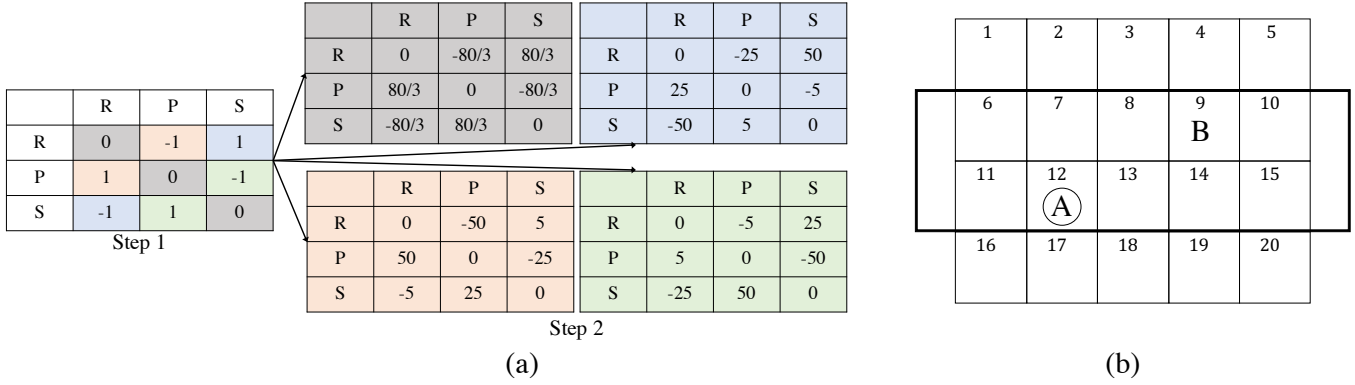 R P S
R 0 -1 1
P 1 0 -1
S -1 1 0
Step 1
R P S
R 0 -80/3 80/3
P 80/3 0 -80/3
S -80/3 80/3 0
R P S
R 0 -25 50
P 25 0 -5
S -50 5 0
R P S
R 0 -50 5
P 50 0 -25
S -5 25 0
R P S
R 0 -5 25
P 5 0 -50
S -25 50 0
Step 2
(a)
1 2 3 4 5
6 7 8 9 10
B
11 12 13 14 15
A
16 17 18 19 20
(b)